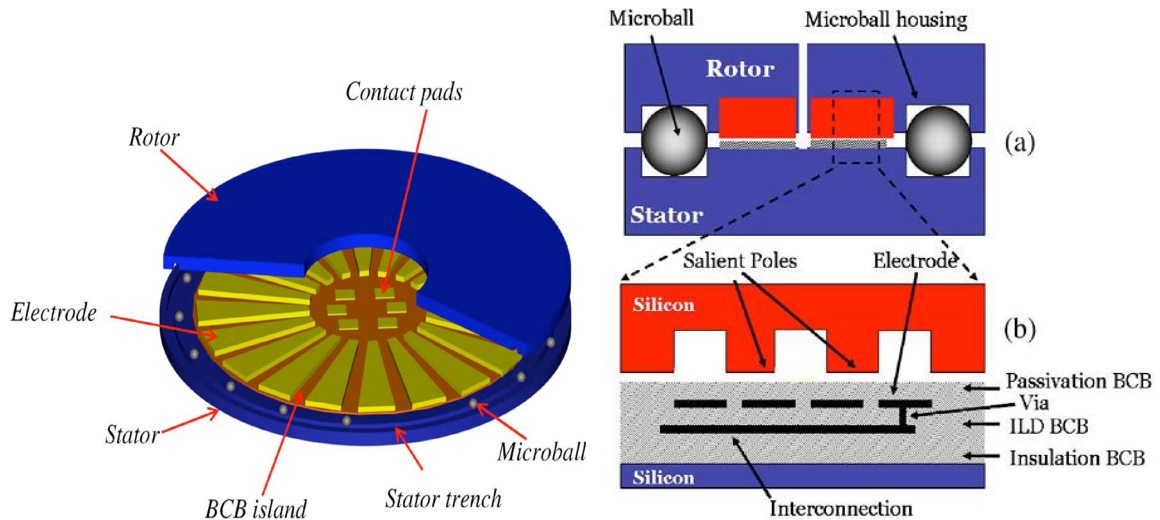 Contact pads
Rotor
Electrode
Stator
BCB island
Stator trench
Microball
Microball
Microball housing
Rotor
(a)
Stator
Salient Poles
Electrode
Silicon
(b)
Passivation BCB
Via
ILD BCB
Insulation BCB
Silicon
Interconnection